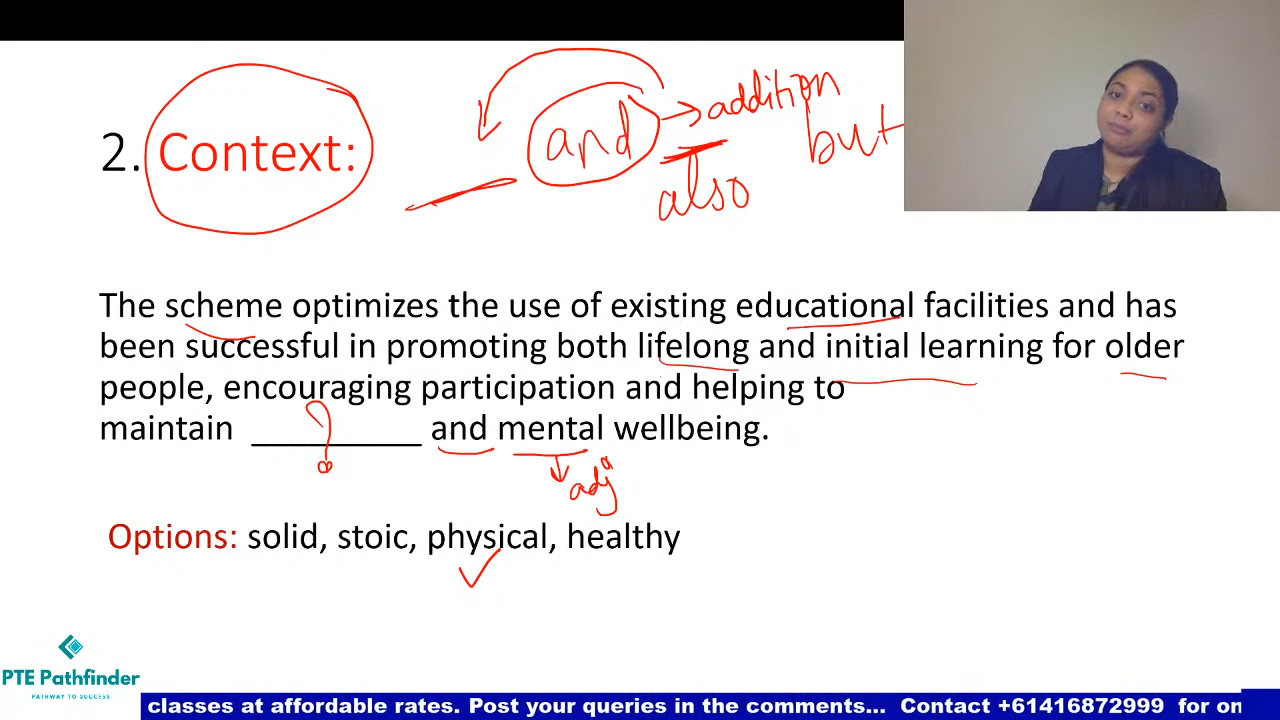 2. Context:
and → addition
but
also
The scheme optimizes the use of existing educational facilities and has
been successful in promoting both lifelong and initial learning for older
people, encouraging participation and helping to
maintain __________ and mental wellbeing.
?
adj
Options: solid, stoic, physical, healthy
PTE Pathfinder
PATHWAY TO SUCCESS
classes at affordable rates. Post your queries in the comments... Contact +61416872999 for on